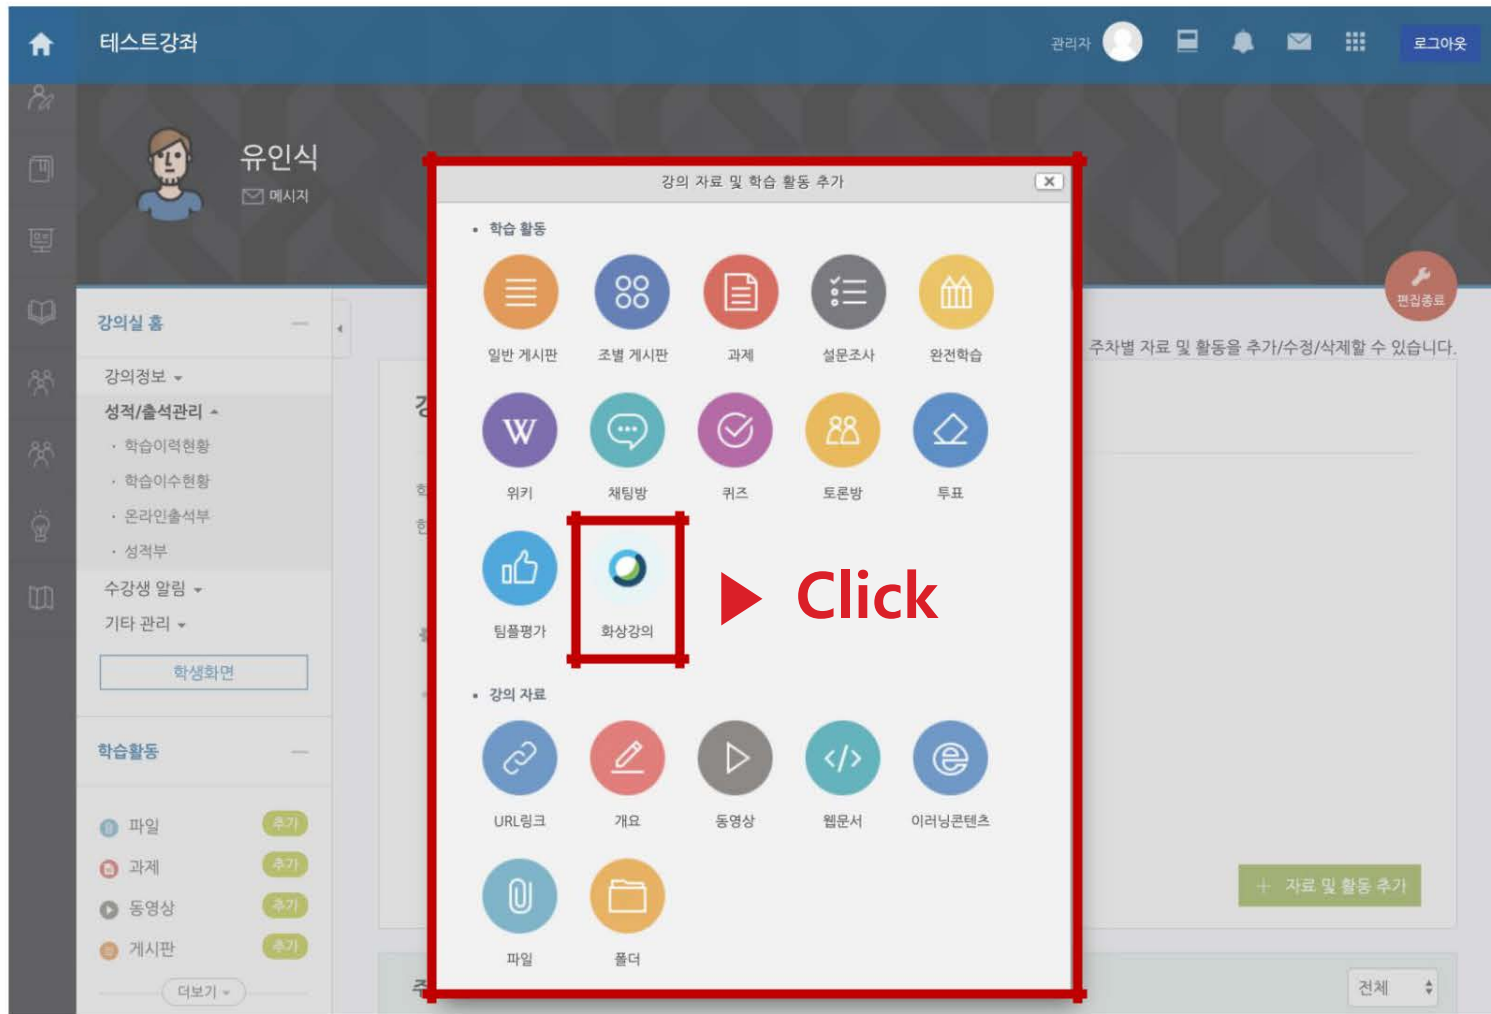 테스트강좌
관리자
로그아웃
유인식
메시지
편집종료
주차별 자료 및 활동을 추가/수정/삭제할 수 있습니다.
강의실 홈
강의정보
성적/출석관리
· 학습이력현황
· 학습이수현황
· 온라인출석부
· 성적부
수강생 알림
기타 관리
학생화면
학습활동
파일 추가
과제 추가
동영상 추가
게시판 추가
더보기
강의 자료 및 학습 활동 추가
• 학습 활동
일반 게시판 조별 게시판 과제 설문조사 완전학습
W
위키 채팅방 퀴즈 토론방 투표
팀플평가 화상강의
Click
• 강의 자료
</>
URL링크 개요 동영상 웹문서 이러닝콘텐츠
파일 폴더
+ 자료 및 활동 추가
전체